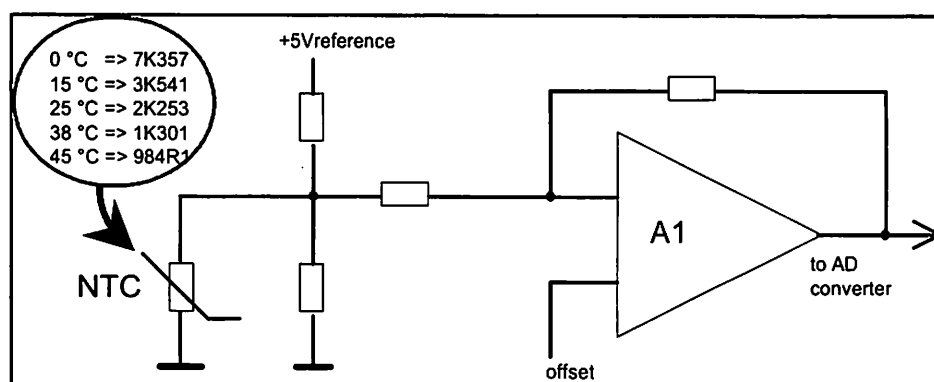 +5Vreference
0 °C => 7K357
15 °C => 3K541
25 °C => 2K253
38 °C => 1K301
45 °C => 984R1
A1
NTC
to AD
converter
offset